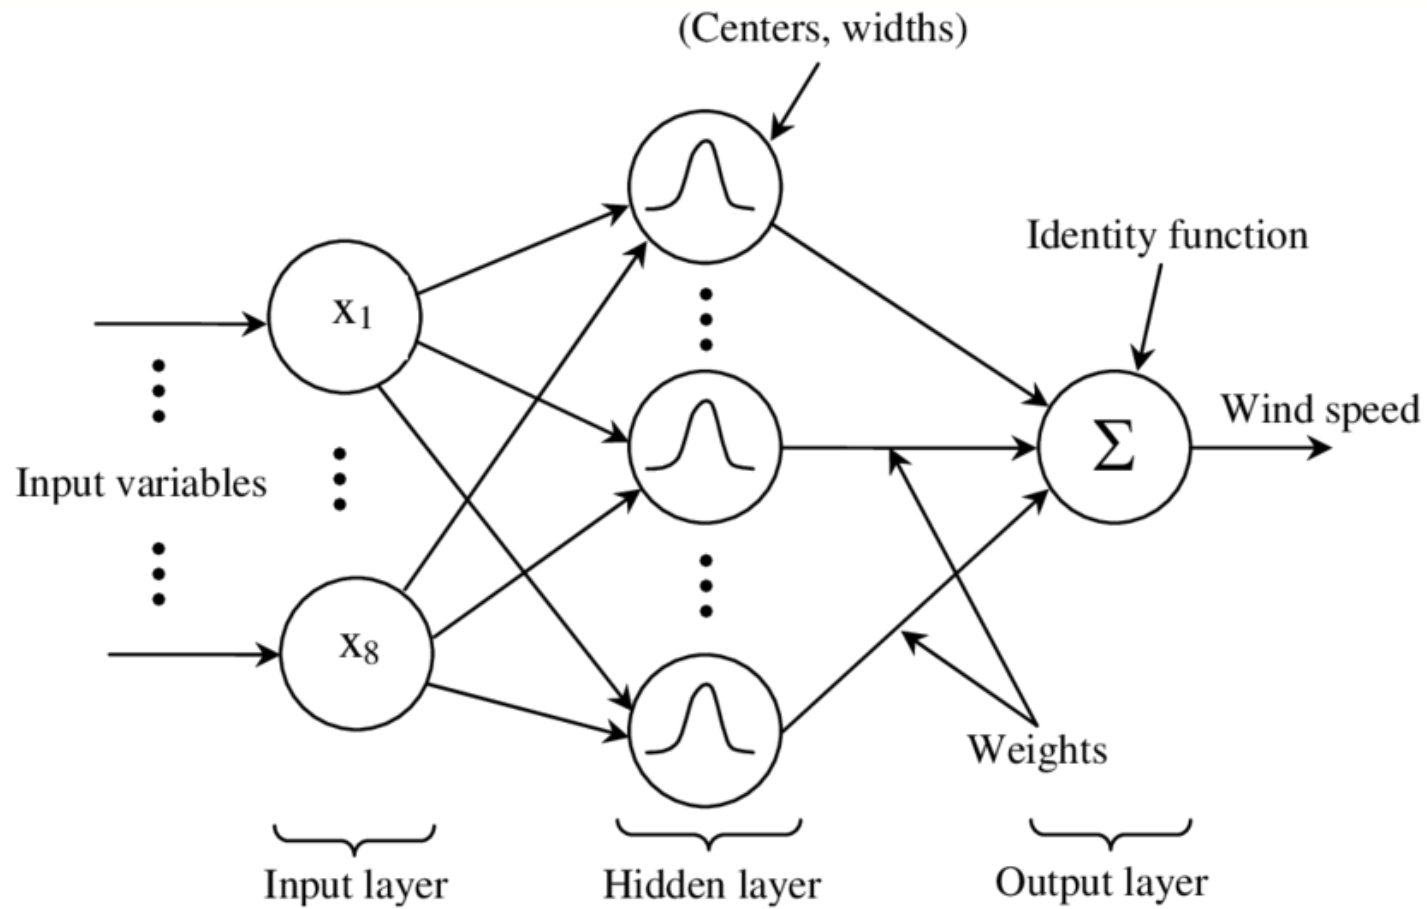 (Centers, widths)
Identity function
x1
Wind speed
Σ
Input variables
x8
Weights
Input layer
Hidden layer
Output layer